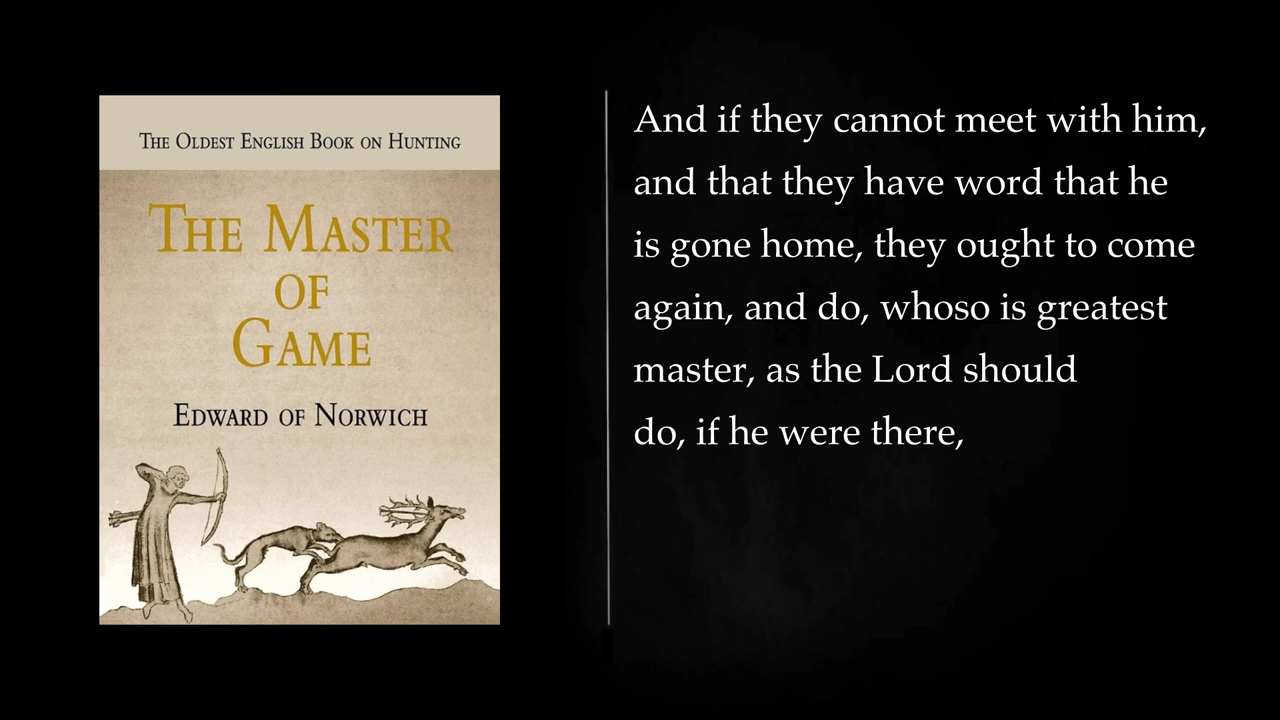 THE OLDEST ENGLISH BOOK ON HUNTING
THE MASTER
OF
GAME
EDWARD OF NORWICH
And if they cannot meet with him,
and that they have word that he
is gone home, they ought to come
again, and do, whoso is greatest
master, as the Lord should
do, if he were there,